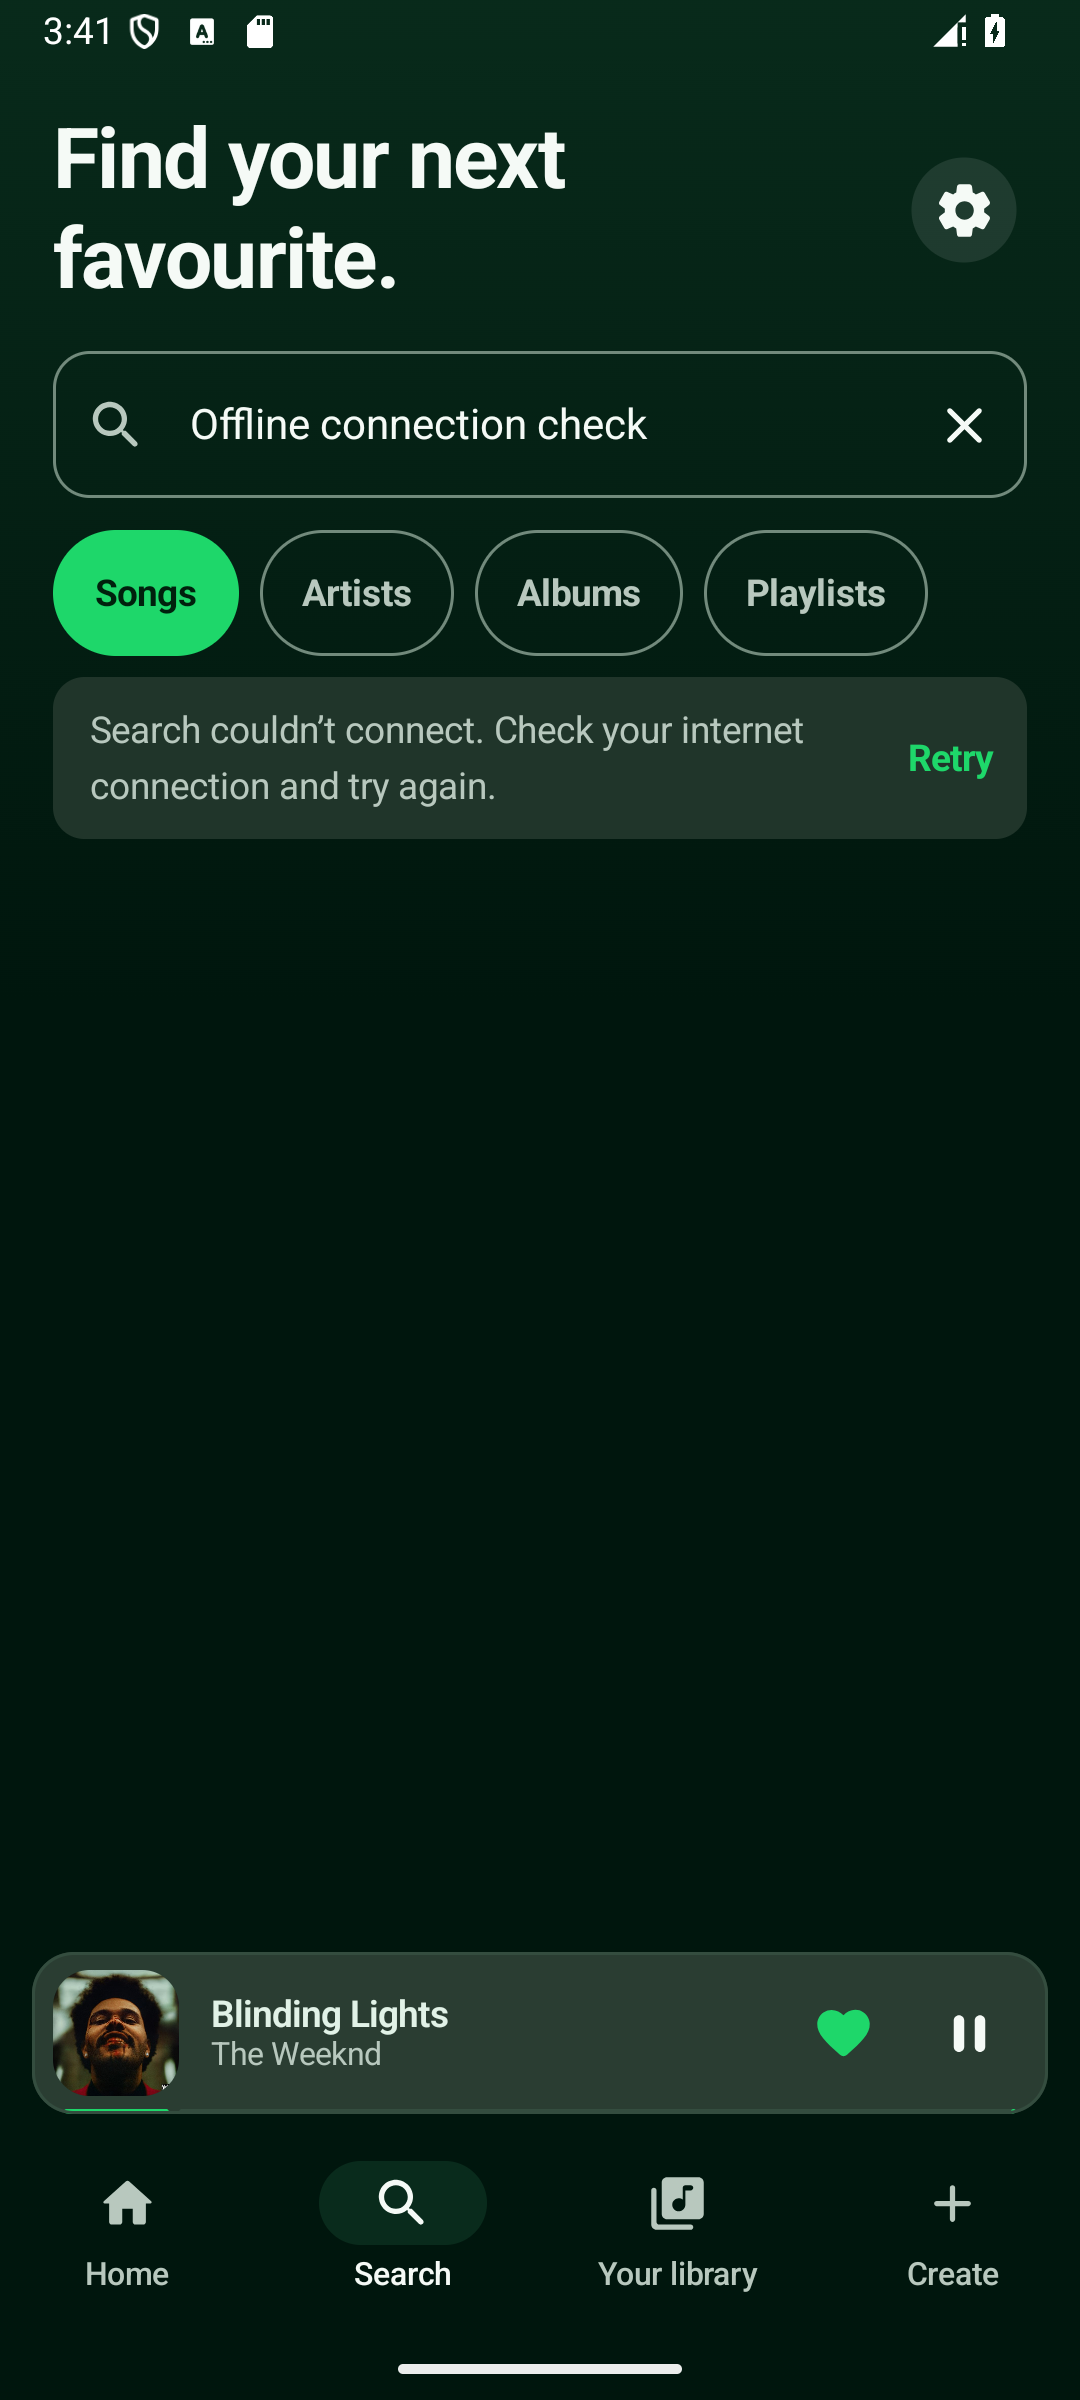 3:41
Find your next
favourite.
Offline connection check
Songs
Artists
Albums
Playlists
Search couldn’t connect. Check your internet
connection and try again.
Retry
Blinding Lights
The Weeknd
Home
Search
Your library
Create